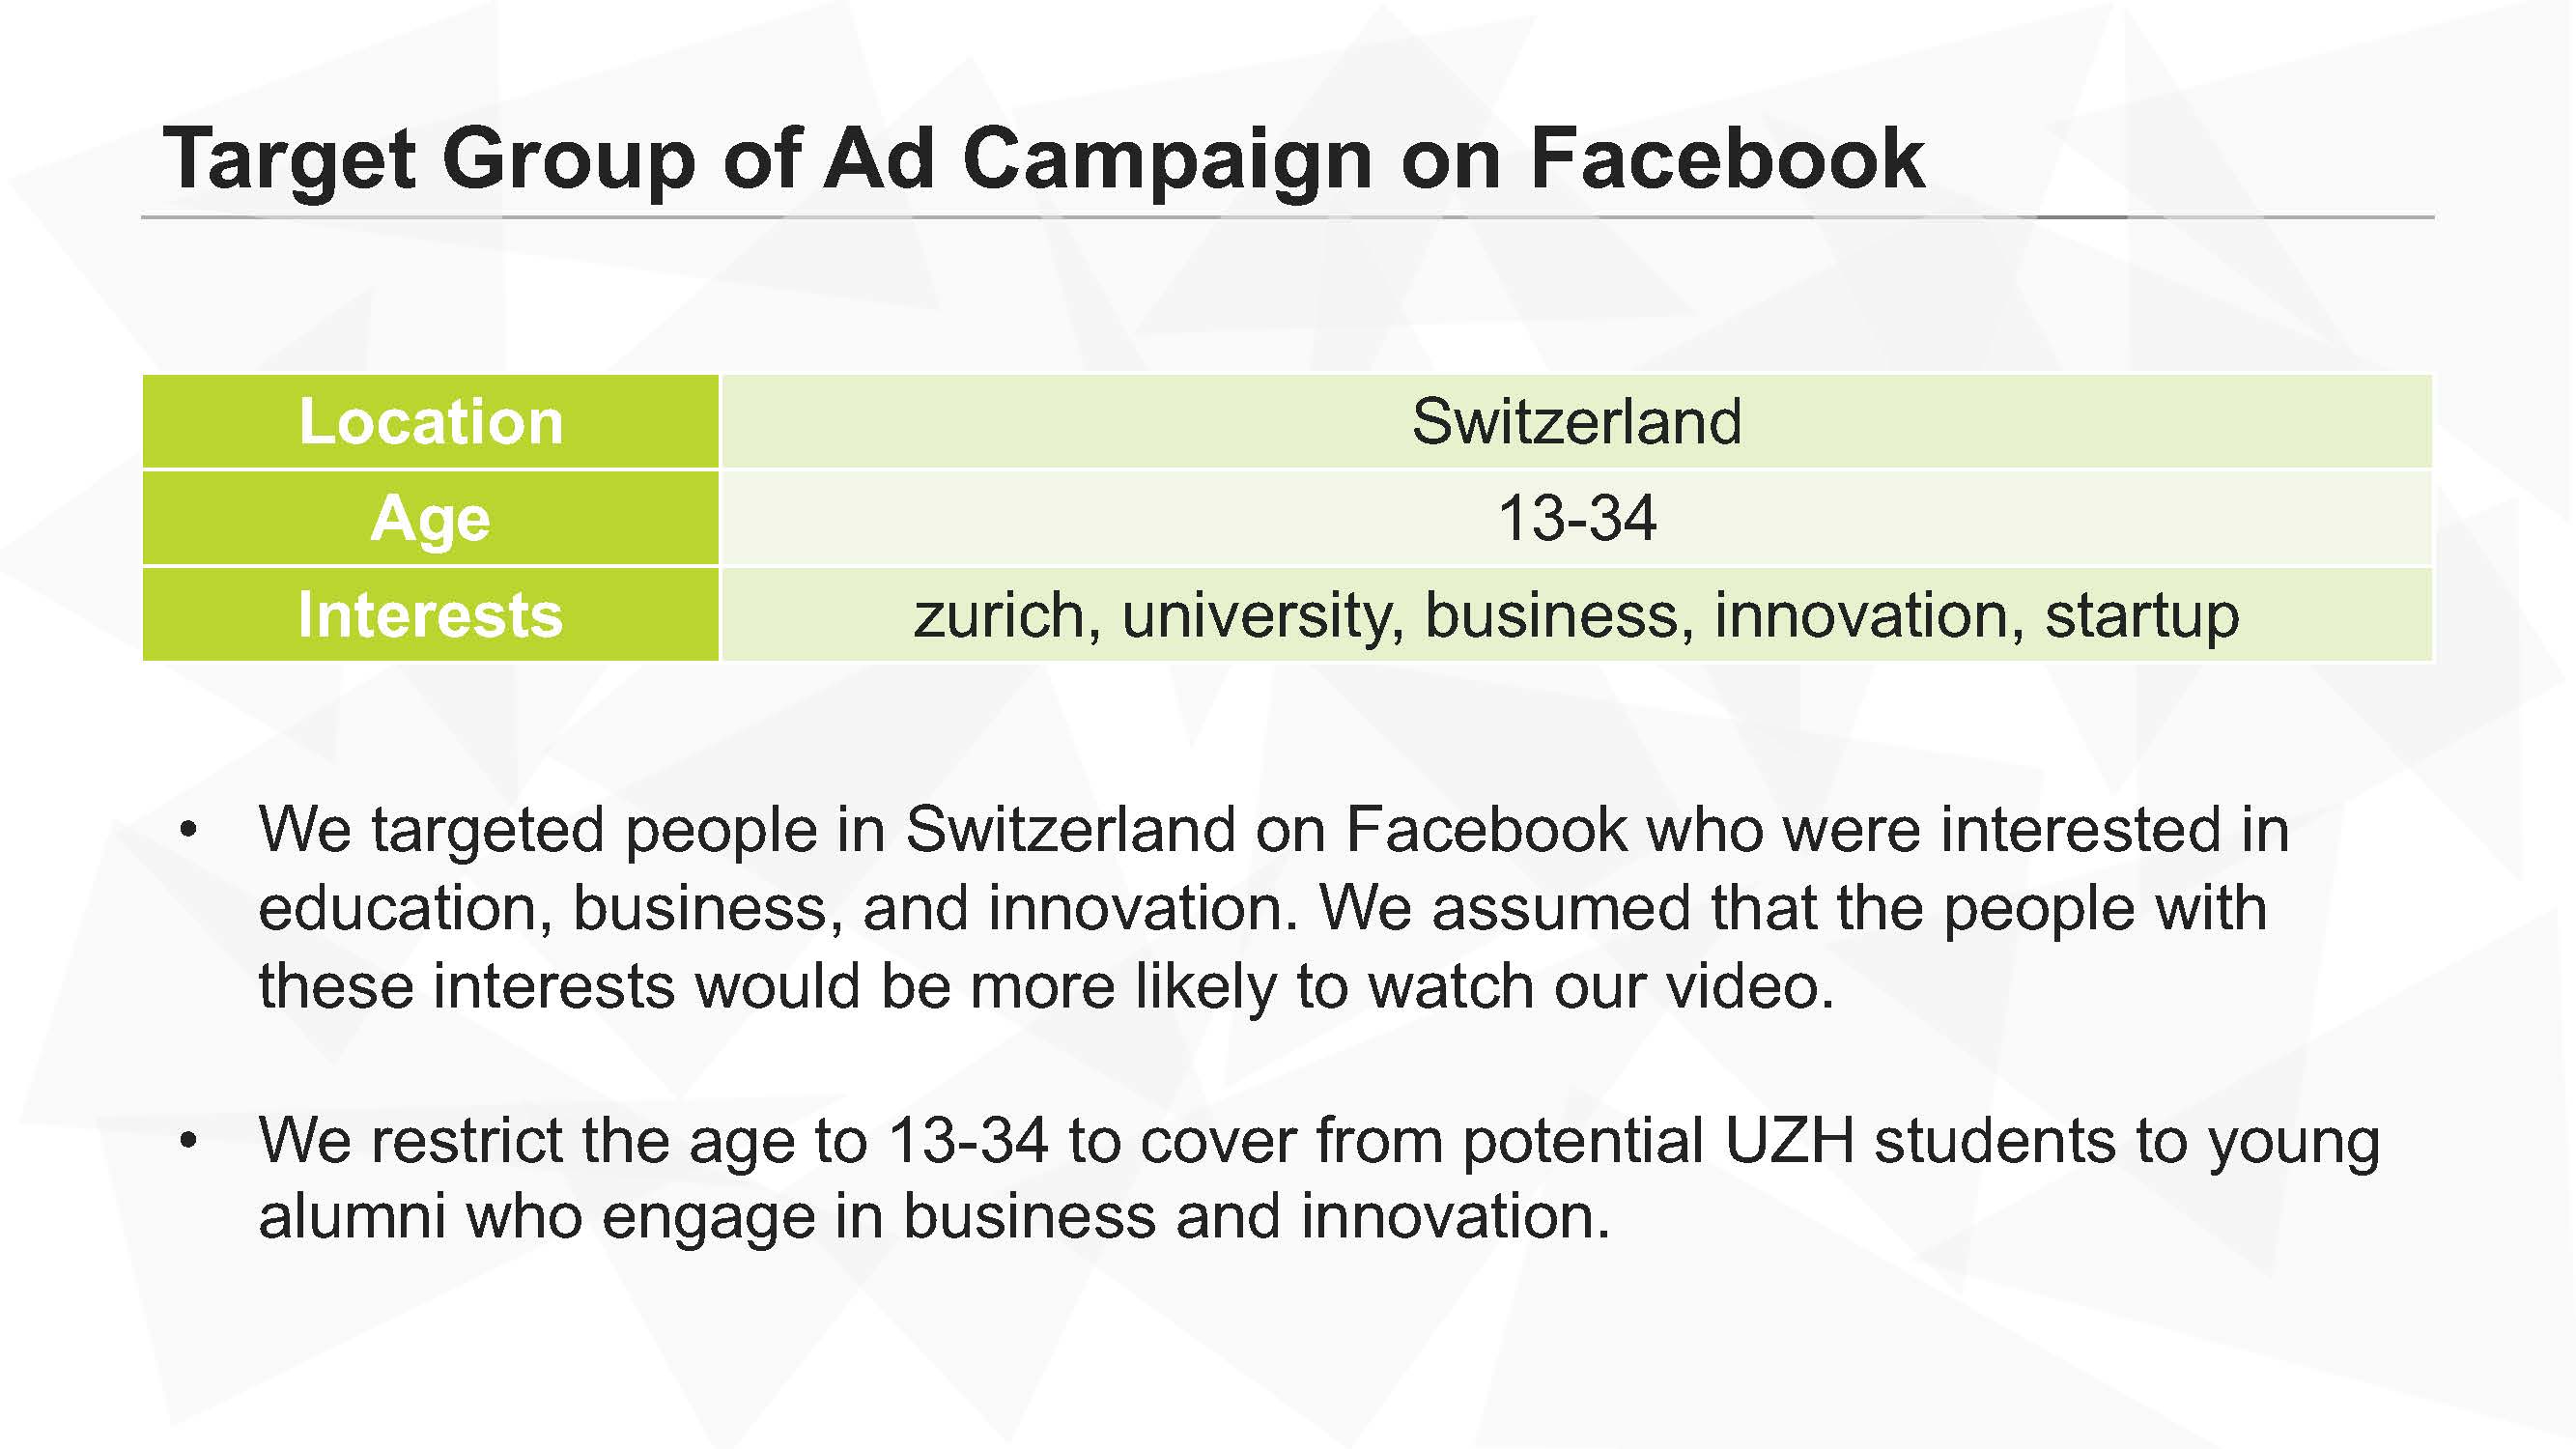 Target Group of Ad Campaign on Facebook
Location Switzerland
Age 13-34
Interests zurich, university, business, innovation, startup
• We targeted people in Switzerland on Facebook who were interested in
education, business, and innovation. We assumed that the people with
these interests would be more likely to watch our video.
• We restrict the age to 13-34 to cover from potential UZH students to young
alumni who engage in business and innovation.